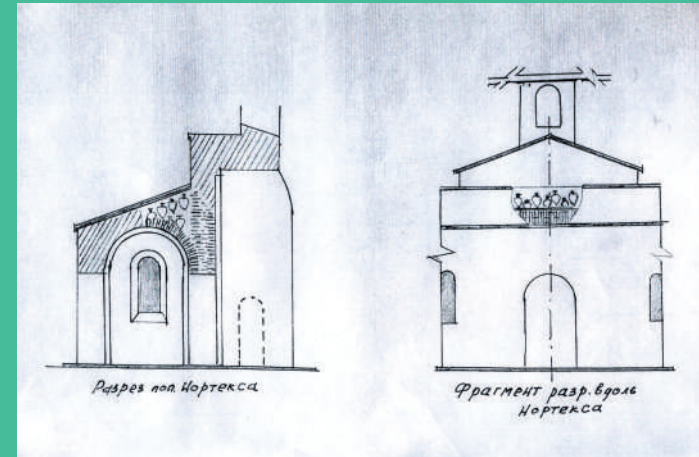 Разрез поп. Нортекса
Фрагмент разр. вдоль
Нортекса